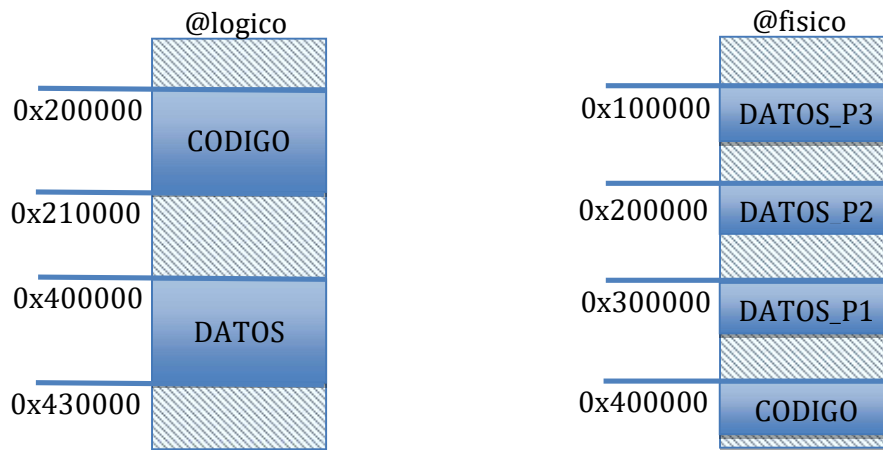 @logico
0x200000
CODIGO
0x210000
0x400000
DATOS
0x430000
@fisico
0x100000
DATOS_P3
0x200000
DATOS_P2
0x300000
DATOS_P1
0x400000
CODIGO